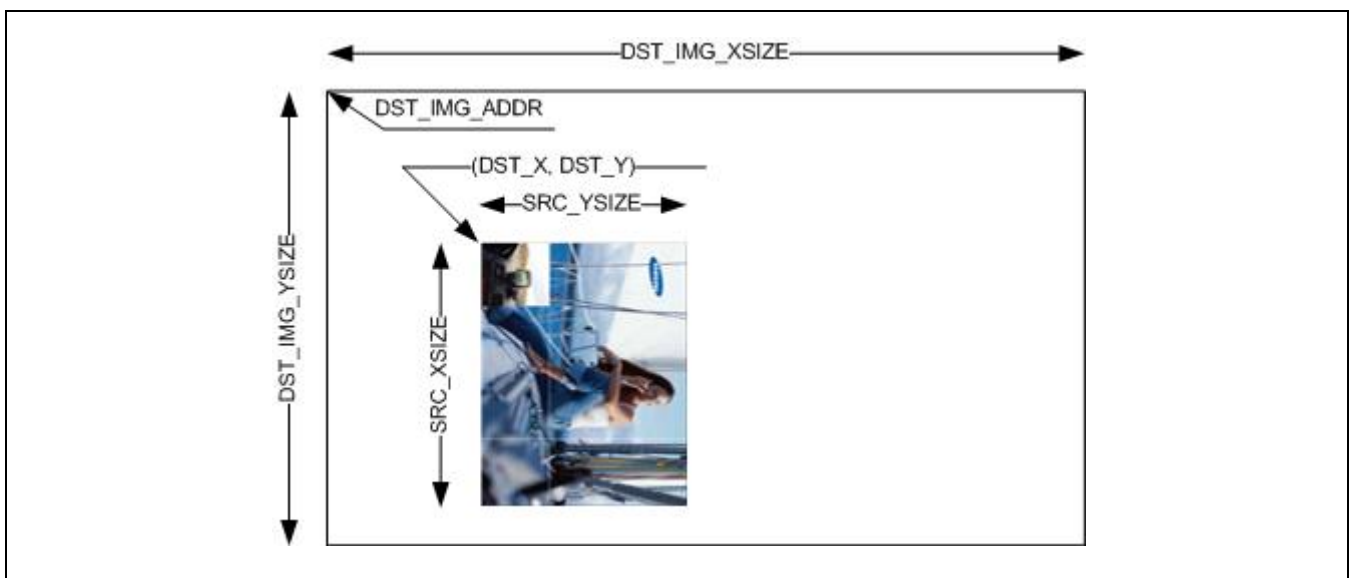 DST_IMG_XSIZE
DST_IMG_ADDR
(DST_X, DST_Y)
SRC_YSIZE
DST_IMG_YSIZE
SRC_XSIZE